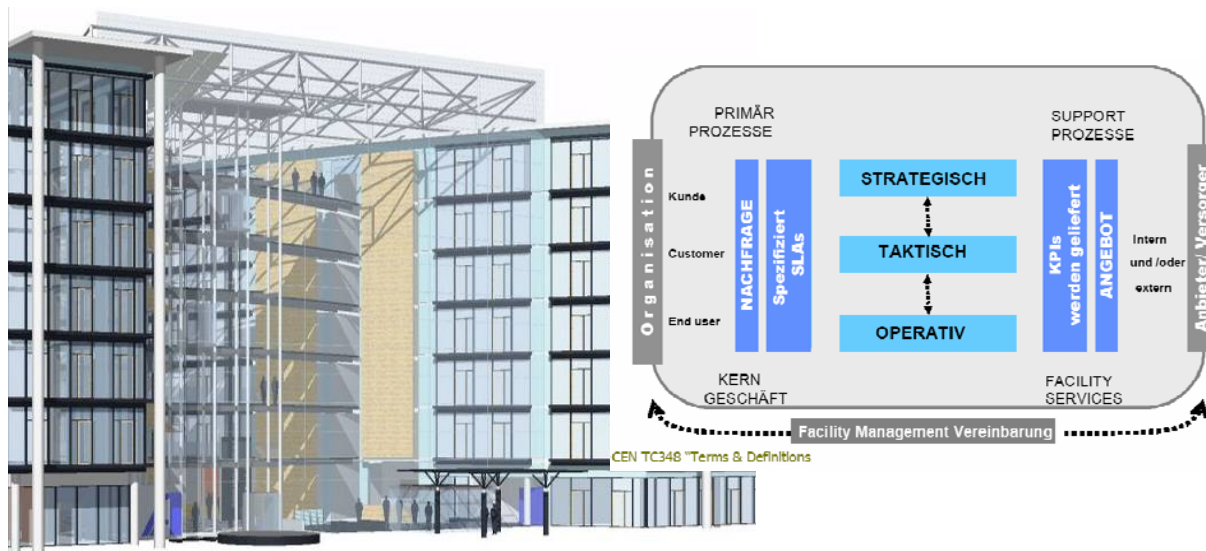 PRIMÄR
PROZESSE
SUPPORT
PROZESSE
Organisation
Kunde
Customer
End user
NACHFRAGE
Spezifiziert
SLAs
STRATEGISCH
TAKTISCH
OPERATIV
KPIs
werden geliefert
ANGEBOT
Intern
und /oder
extern
Anbieter/ Versorger
KERN
GESCHÄFT
FACILITY
SERVICES
Facility Management Vereinbarung
CEN TC348 "Terms & Definitions